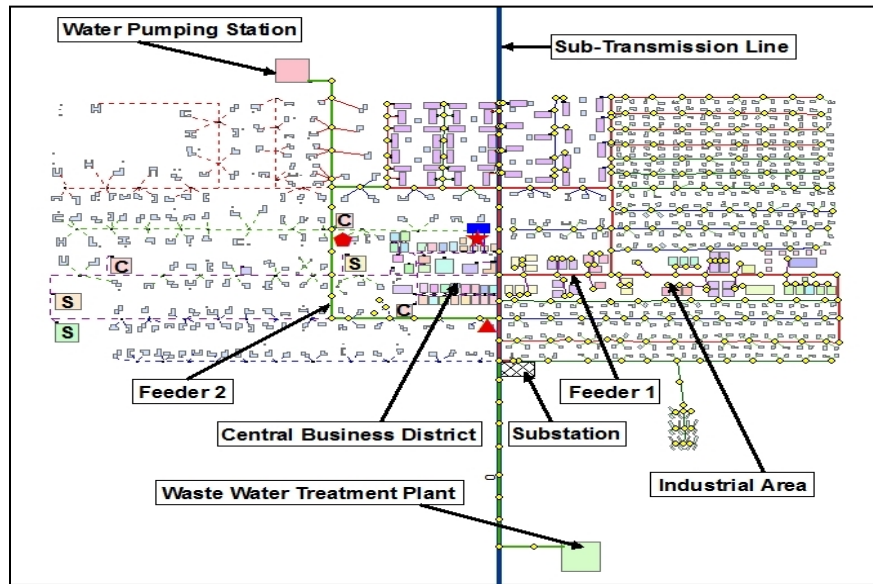 Water Pumping Station
Sub-Transmission Line
C
C
S
S
C
S
Feeder 2
Feeder 1
Central Business District
Substation
Waste Water Treatment Plant
Industrial Area